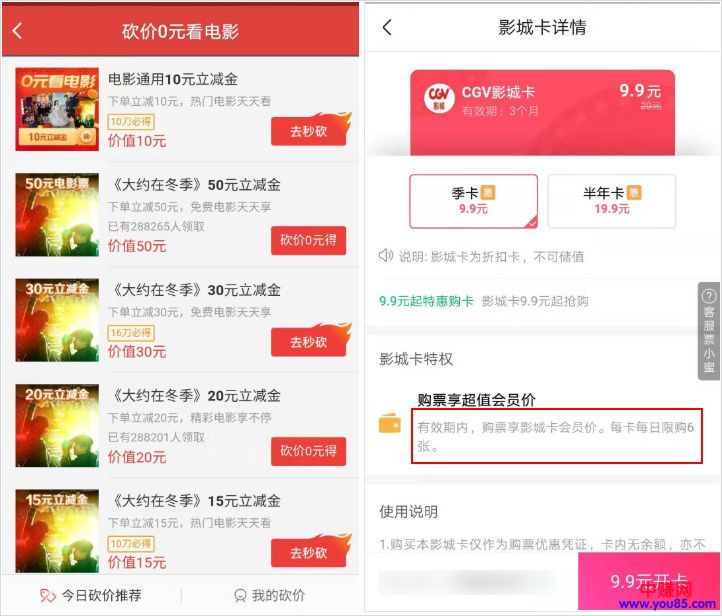 砍价0元看电影
0元看电影
10元立减金
电影通用10元立减金
下单立减10元，热门电影天天看
10刀必得
价值10元
去秒砍
50元电影票
《大约在冬季》50元立减金
下单立减50元，免费电影天天享
已有288265人领取
价值50元
砍价0元得
30元立减金
《大约在冬季》30元立减金
下单立减30元，免费电影天天享
16刀必得
价值30元
去秒砍
20元立减金
《大约在冬季》20元立减金
下单立减20元，精彩电影享不停
已有288201人领取
价值20元
砍价0元得
15元立减金
《大约在冬季》15元立减金
下单立减15元，热门电影天天看
10刀必得
价值15元
去秒砍
今日砍价推荐
我的砍价
影城卡详情
CGV
影城
CGV影城卡
有效期：3个月
9.9元
20元
季卡 惠
9.9元
半年卡 惠
19.9元
说明: 影城卡为折扣卡，不可储值
9.9元起特惠购卡 影城卡9.9元起抢购
?客服票小蜜
影城卡特权
购票享超值会员价
有效期内，购票享影城卡会员价。每卡每日限购6
张。
使用说明
1.购买本影城卡仅作为购票优惠凭证，卡内无余额，亦不
9.9元开卡
中赚网
www.you85.com